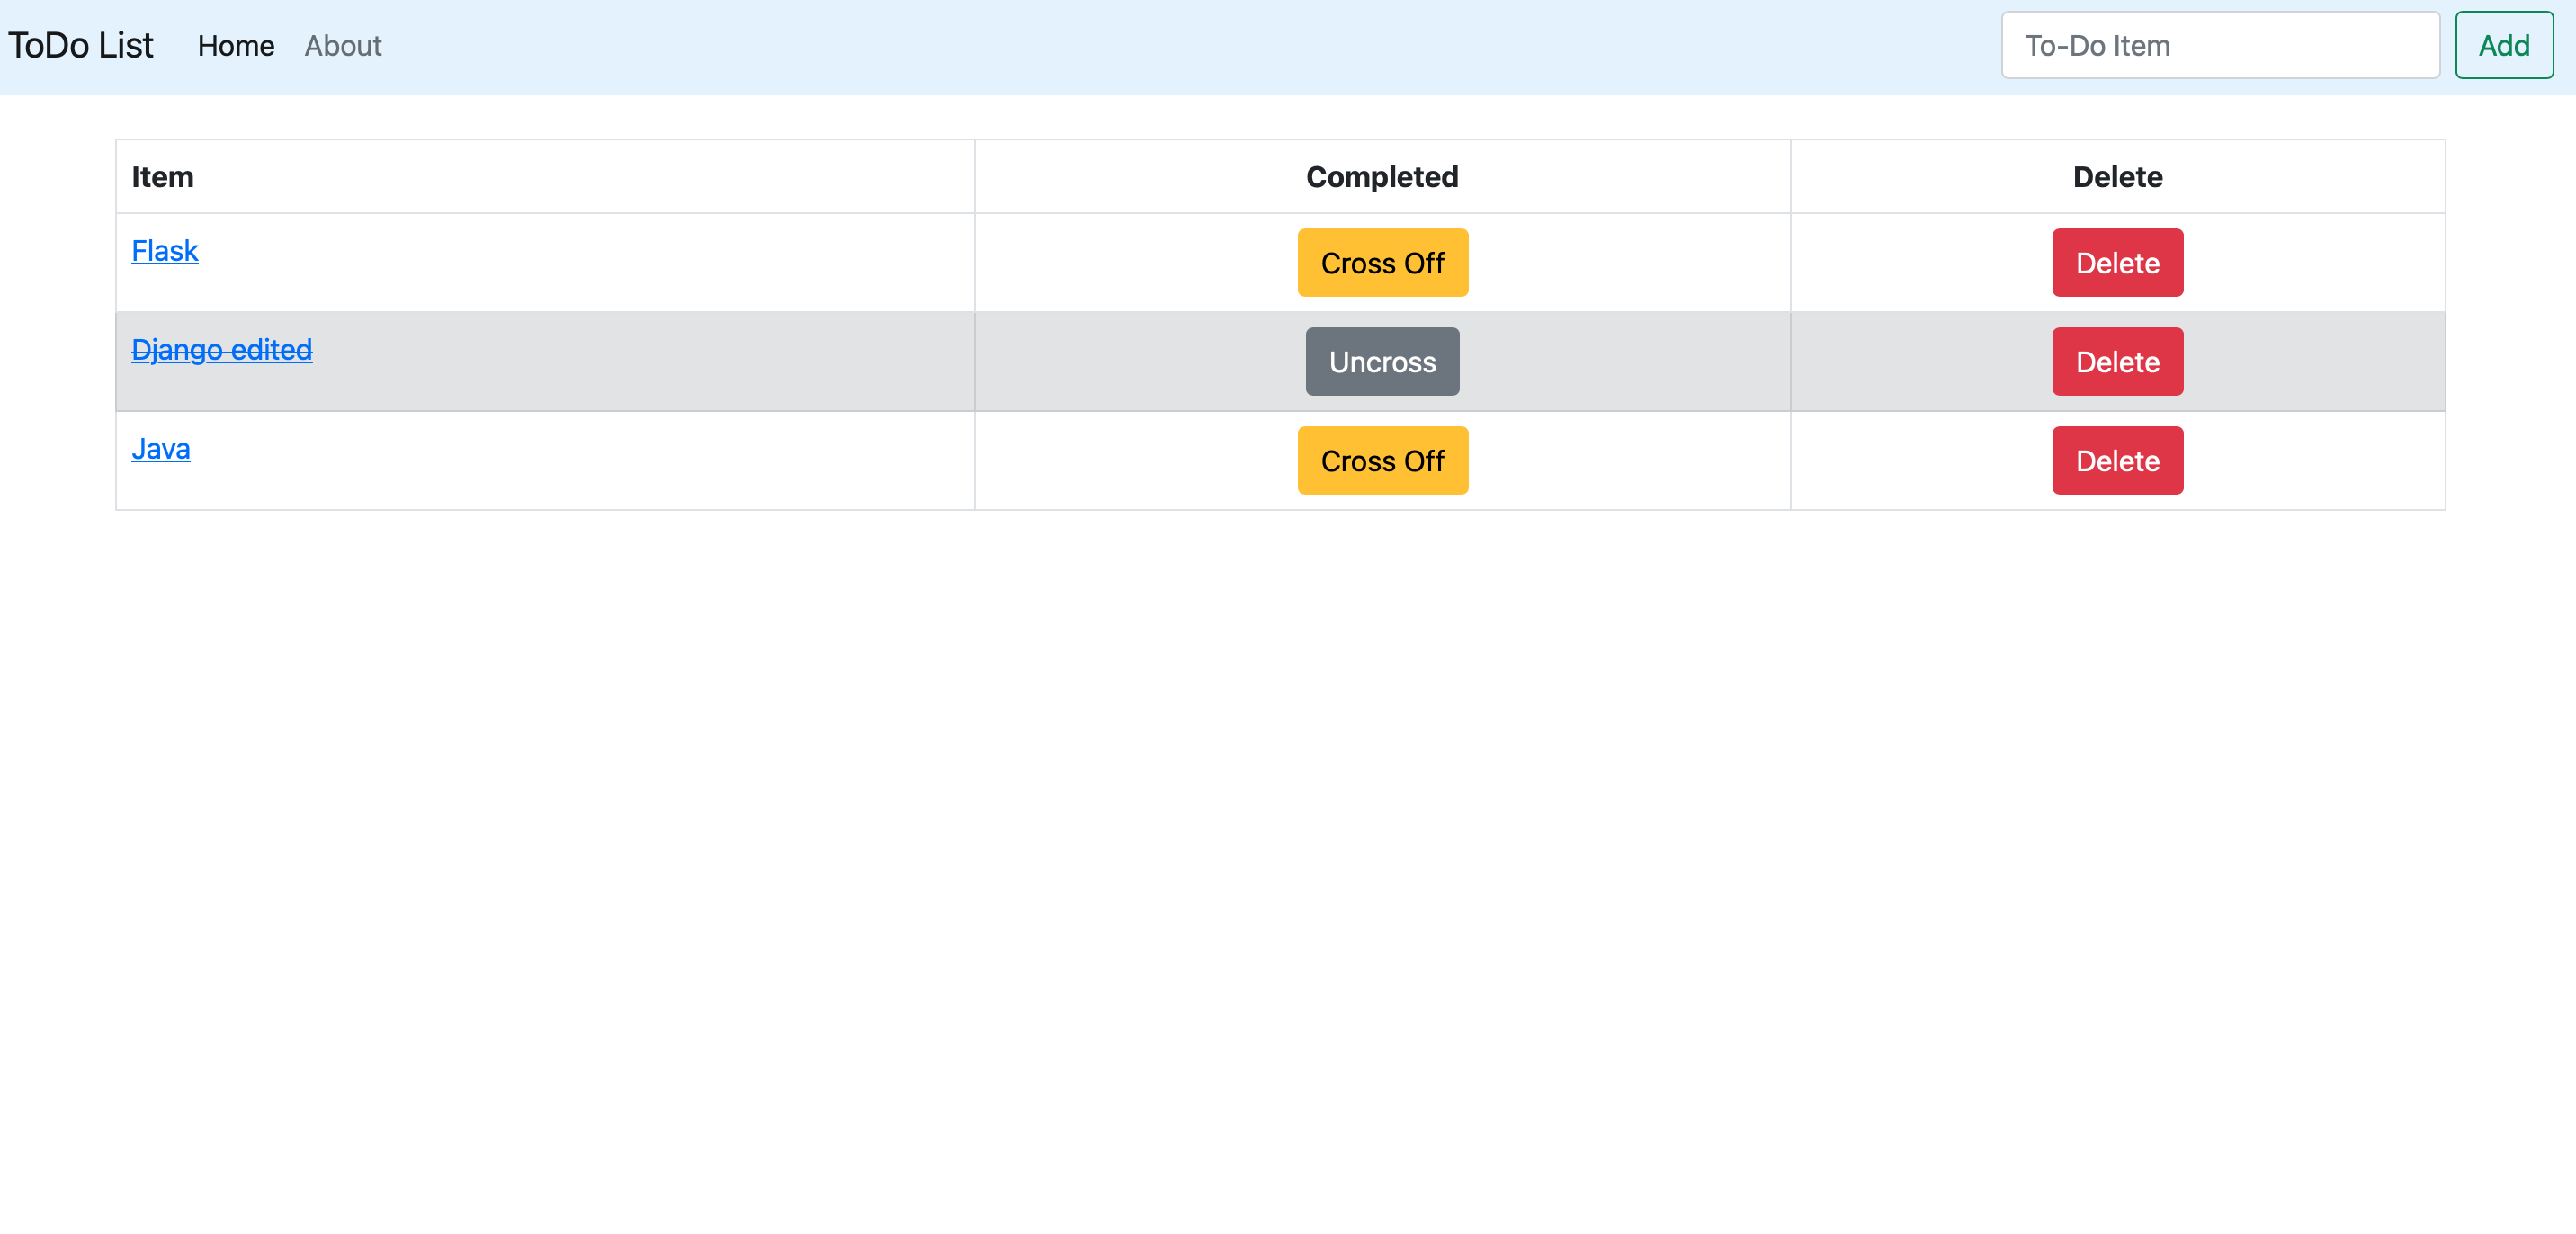 ToDo List Home About To-Do Item Add
Item Completed Delete
Flask Cross Off Delete
Django edited Uncross Delete
Java Cross Off Delete